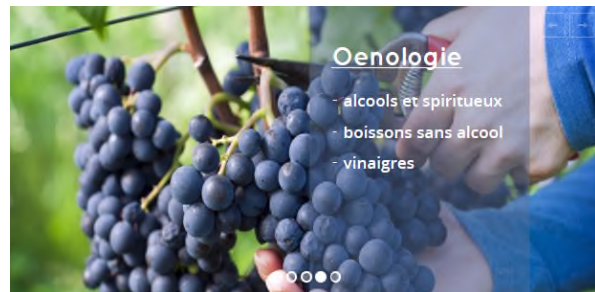 Oenologie
- alcools et spiritueux
- boissons sans alcool
- vinaigres